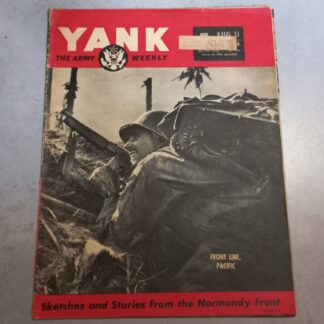 YANK
THE ARMY WEEKLY
AUG. 11
FRONT LINE,
PACIFIC
Sketches and Stories From the Normandy Front